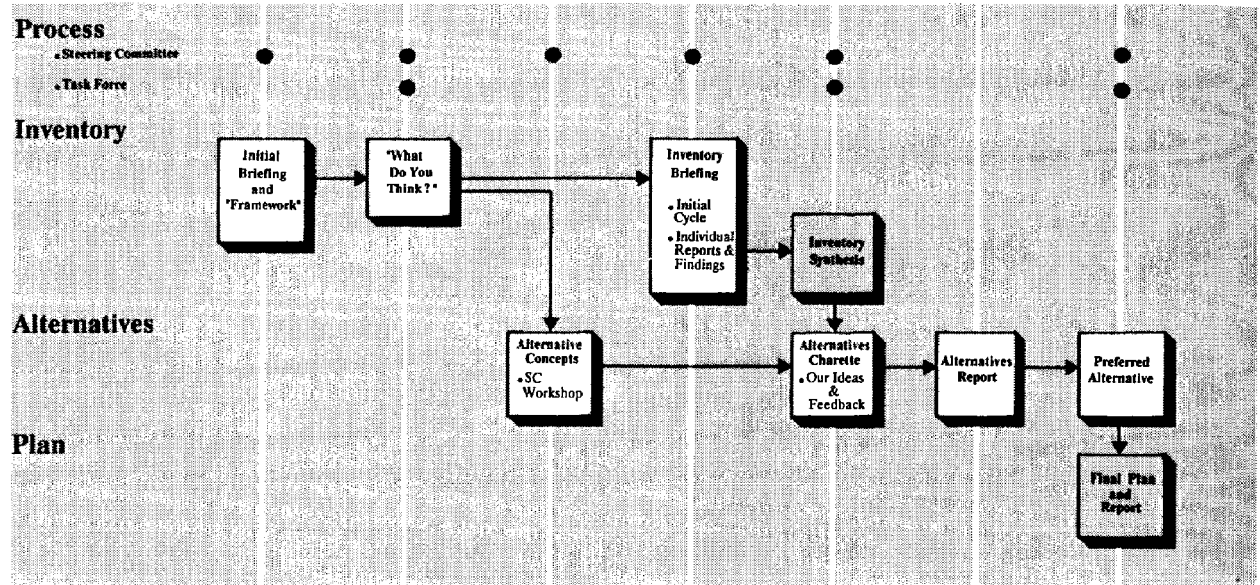 Process
• Steering Committee
• Task Force
Inventory
Initial
Briefing
and
"Framework"
"What
Do You
Think?"
Inventory
Briefing
• Initial
Cycle
• Individual
Reports &
Findings
Inventory
Synthesis
Alternatives
Alternative
Concepts
• SC
Workshop
Alternatives
Charette
• Our Ideas
&
Feedback
Alternatives
Report
Preferred
Alternative
Plan
Final Plan
and
Report